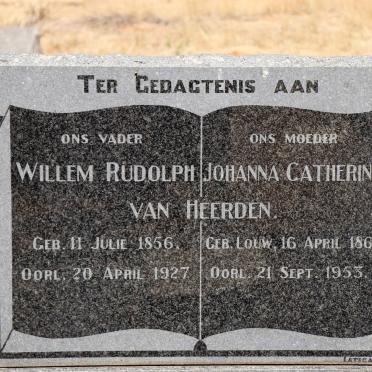 TER GEDACTENIS AAN
ONS VADER
WILLEM RUDOLPH
ONS MOEDER
JOHANNA CATHERIN
VAN HEERDEN.
GEB. 11 JULIE 1856.
OORL. 20 APRIL 1927
GEB. LOUW, 16 APRIL 186
OORL. 21 SEPT. 1953.